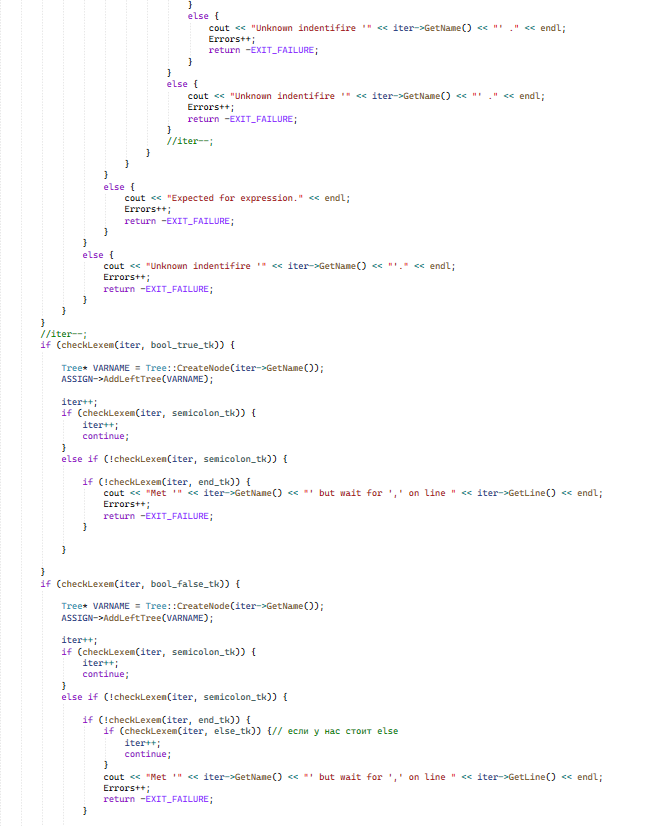 }
else {
cout << "Unknown indentifire '" << iter->GetName() << "' ." << endl;
Errors++;
return -EXIT_FAILURE;
}
}
else {
cout << "Unknown indentifire '" << iter->GetName() << "' ." << endl;
Errors++;
return -EXIT_FAILURE;
}
//iter--;
}
}
}
else {
cout << "Expected for expression." << endl;
Errors++;
return -EXIT_FAILURE;
}
}
else {
cout << "Unknown indentifire '" << iter->GetName() << "'." << endl;
Errors++;
return -EXIT_FAILURE;
}
}
}
//iter--;
if (checkLexem(iter, bool_true_tk)) {
Tree* VARNAME = Tree::CreateNode(iter->GetName());
ASSIGN->AddLeftTree(VARNAME);
iter++;
if (checkLexem(iter, semicolon_tk)) {
iter++;
continue;
}
else if (!checkLexem(iter, semicolon_tk)) {
if (!checkLexem(iter, end_tk)) {
cout << "Met '" << iter->GetName() << "' but wait for ',' on line " << iter->GetLine() << endl;
Errors++;
return -EXIT_FAILURE;
}
}
}
if (checkLexem(iter, bool_false_tk)) {
Tree* VARNAME = Tree::CreateNode(iter->GetName());
ASSIGN->AddLeftTree(VARNAME);
iter++;
if (checkLexem(iter, semicolon_tk)) {
iter++;
continue;
}
else if (!checkLexem(iter, semicolon_tk)) {
if (!checkLexem(iter, end_tk)) {
if (checkLexem(iter, else_tk)) {// если у нас стоит else
iter++;
continue;
}
cout << "Met '" << iter->GetName() << "' but wait for ',' on line " << iter->GetLine() << endl;
Errors++;
return -EXIT_FAILURE;
}